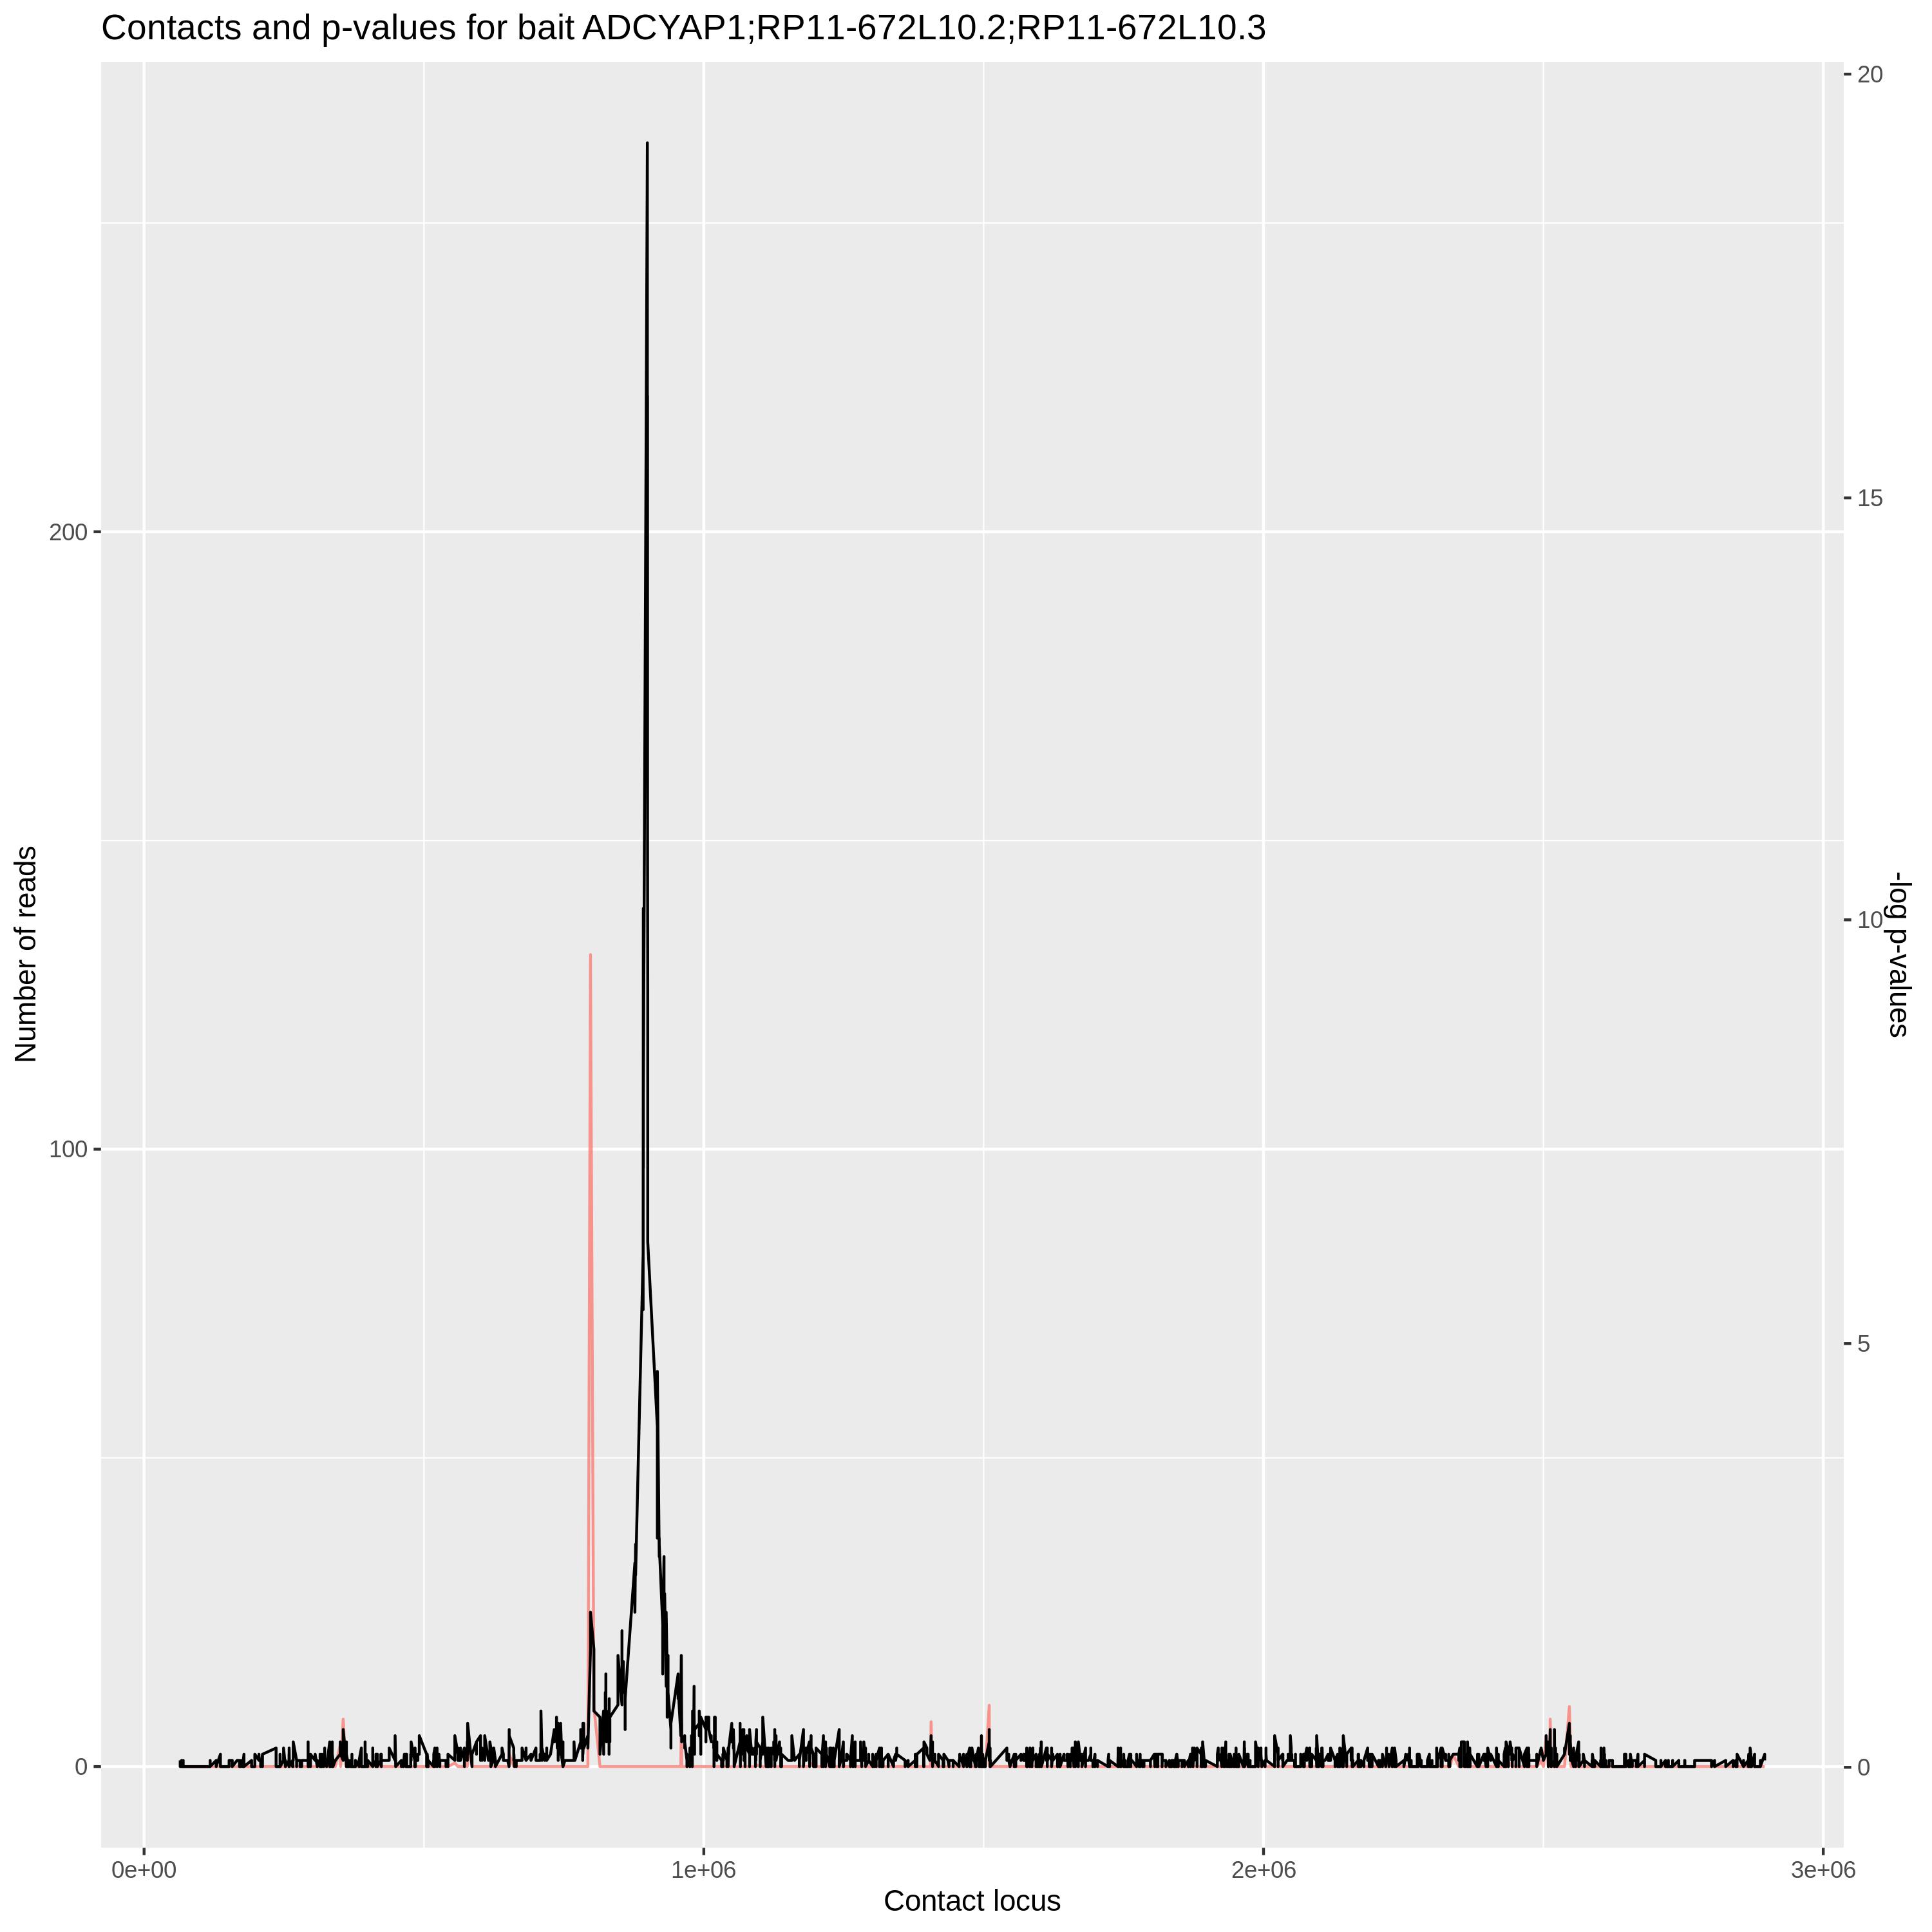 Contacts and p-values for bait ADCYAP1;RP11-672L10.2;RP11-672L10.3
20
15
10
5
0
-log p-values
200
100
0
Number of reads
0e+00
1e+06
2e+06
3e+06
Contact locus